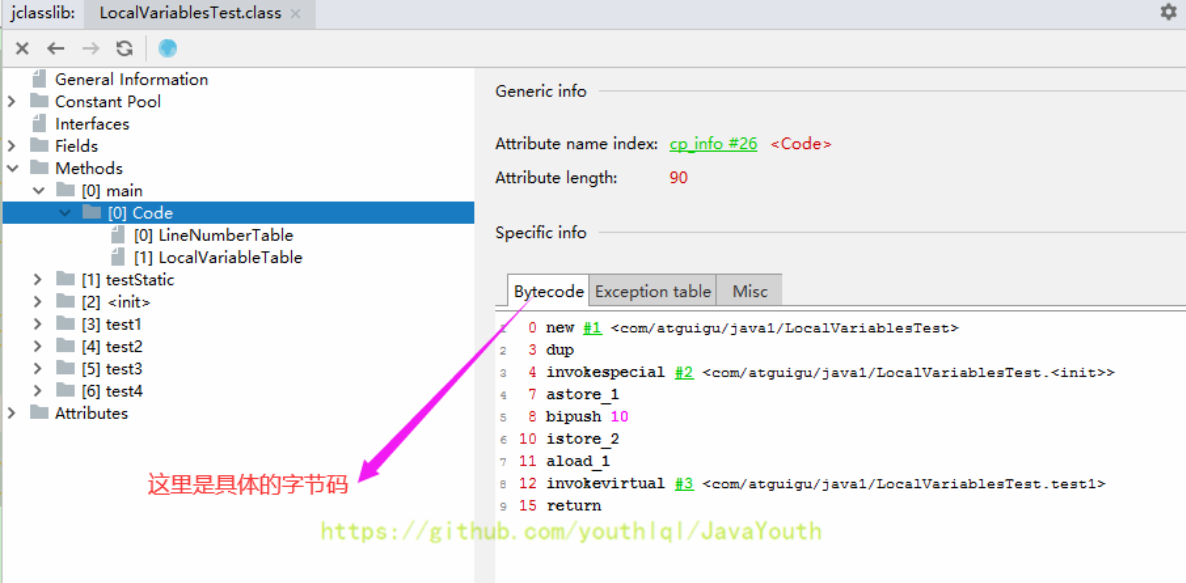 jclasslib: LocalVariablesTest.class
General Information
Constant Pool
Interfaces
Fields
Methods
[0] main
[0] Code
[0] LineNumberTable
[1] LocalVariableTable
[1] testStatic
[2] <init>
[3] test1
[4] test2
[5] test3
[6] test4
Attributes
Generic info
Attribute name index: cp_info #26 <Code>
Attribute length: 90
Specific info
Bytecode Exception table Misc
1 0 new #1 <com/atguigu/java1/LocalVariablesTest>
2 3 dup
3 4 invokespecial #2 <com/atguigu/java1/LocalVariablesTest.<init>>
4 7 astore_1
5 8 bipush 10
6 10 istore_2
7 11 aload_1
8 12 invokevirtual #3 <com/atguigu/java1/LocalVariablesTest.test1>
9 15 return
这里是具体的字节码
https://github.com/youthlql/JavaYouth